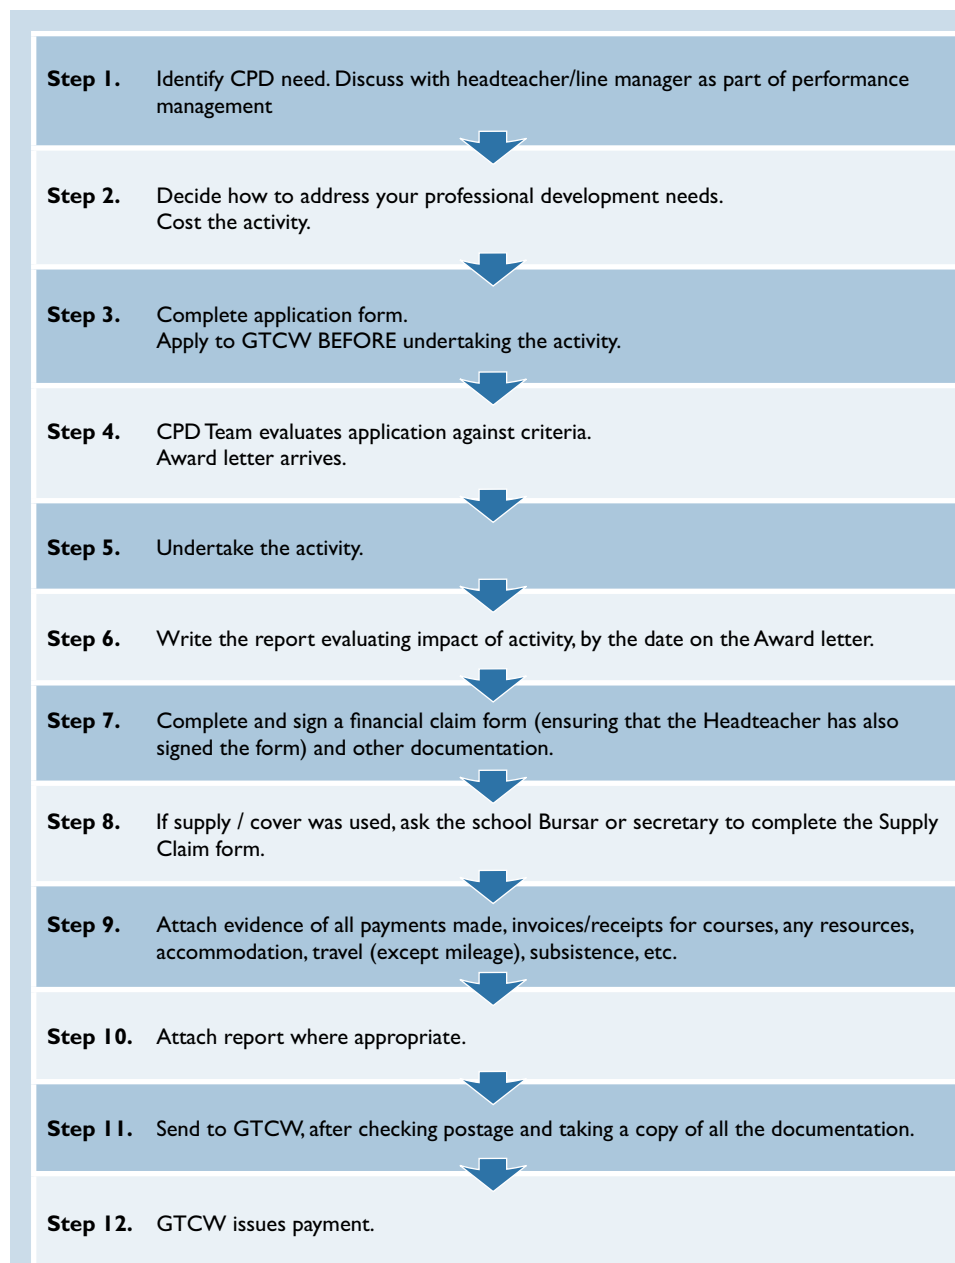 Step 1. Identify CPD need. Discuss with headteacher/line manager as part of performance
management
Step 2. Decide how to address your professional development needs.
Cost the activity.
Step 3. Complete application form.
Apply to GTCW BEFORE undertaking the activity.
Step 4. CPD Team evaluates application against criteria.
Award letter arrives.
Step 5. Undertake the activity.
Step 6. Write the report evaluating impact of activity, by the date on the Award letter.
Step 7. Complete and sign a financial claim form (ensuring that the Headteacher has also
signed the form) and other documentation.
Step 8. If supply / cover was used, ask the school Bursar or secretary to complete the Supply
Claim form.
Step 9. Attach evidence of all payments made, invoices/receipts for courses, any resources,
accommodation, travel (except mileage), subsistence, etc.
Step 10. Attach report where appropriate.
Step 11. Send to GTCW, after checking postage and taking a copy of all the documentation.
Step 12. GTCW issues payment.